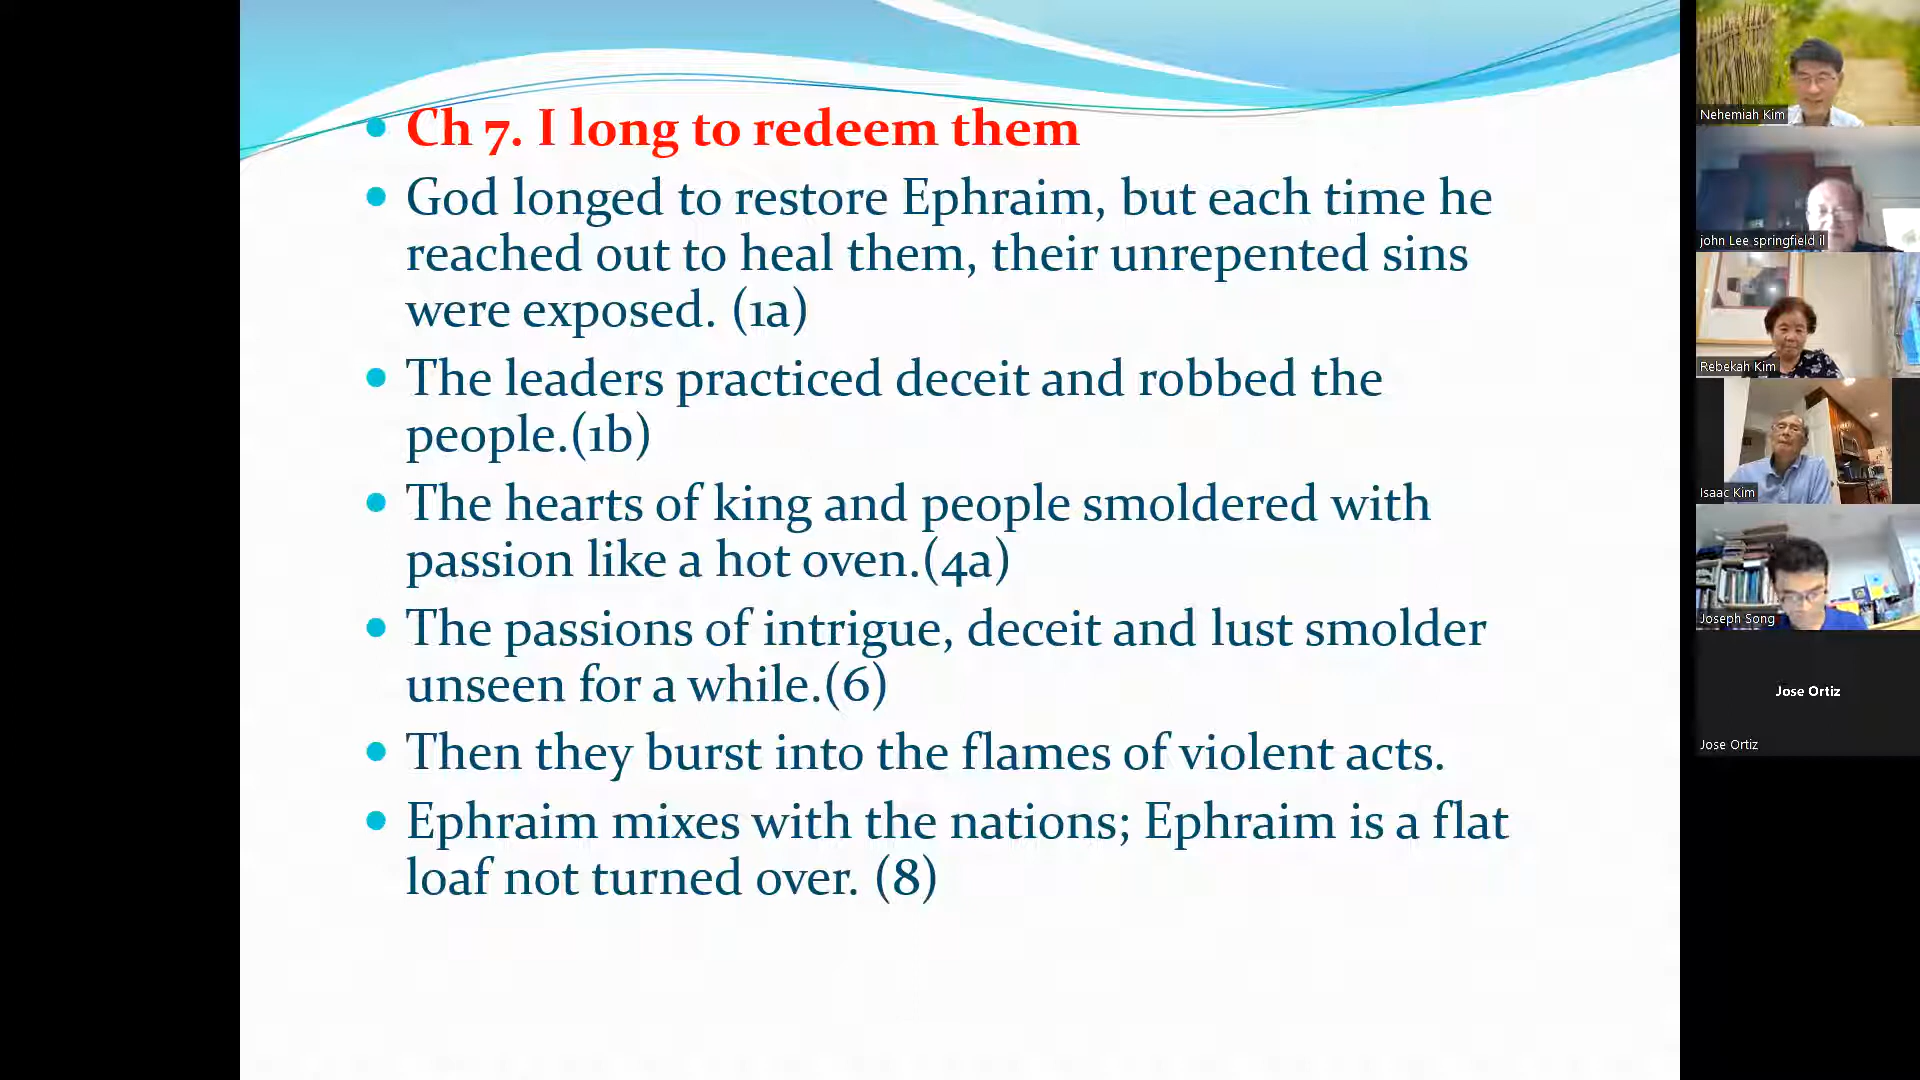 Ch 7. I long to redeem them
God longed to restore Ephraim, but each time he
reached out to heal them, their unrepented sins
were exposed. (1a)
The leaders practiced deceit and robbed the
people.(1b)
The hearts of king and people smoldered with
passion like a hot oven.(4a)
The passions of intrigue, deceit and lust smolder
unseen for a while.(6)
Then they burst into the flames of violent acts.
Ephraim mixes with the nations; Ephraim is a flat
loaf not turned over. (8)
Nehemiah Kim
john Lee springfield il
Rebekah Kim
Isaac Kim
Joseph Song
Jose Ortiz
Jose Ortiz